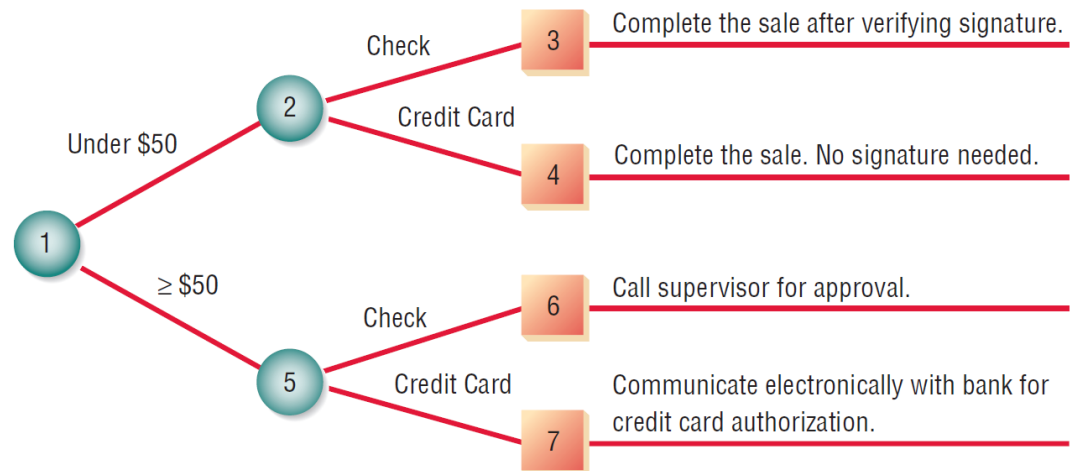 Check
3
Complete the sale after verifying signature.
2
Credit Card
Under $50
4
Complete the sale. No signature needed.
1
≥ $50
6
Call supervisor for approval.
Check
5
Credit Card
7
Communicate electronically with bank for
credit card authorization.